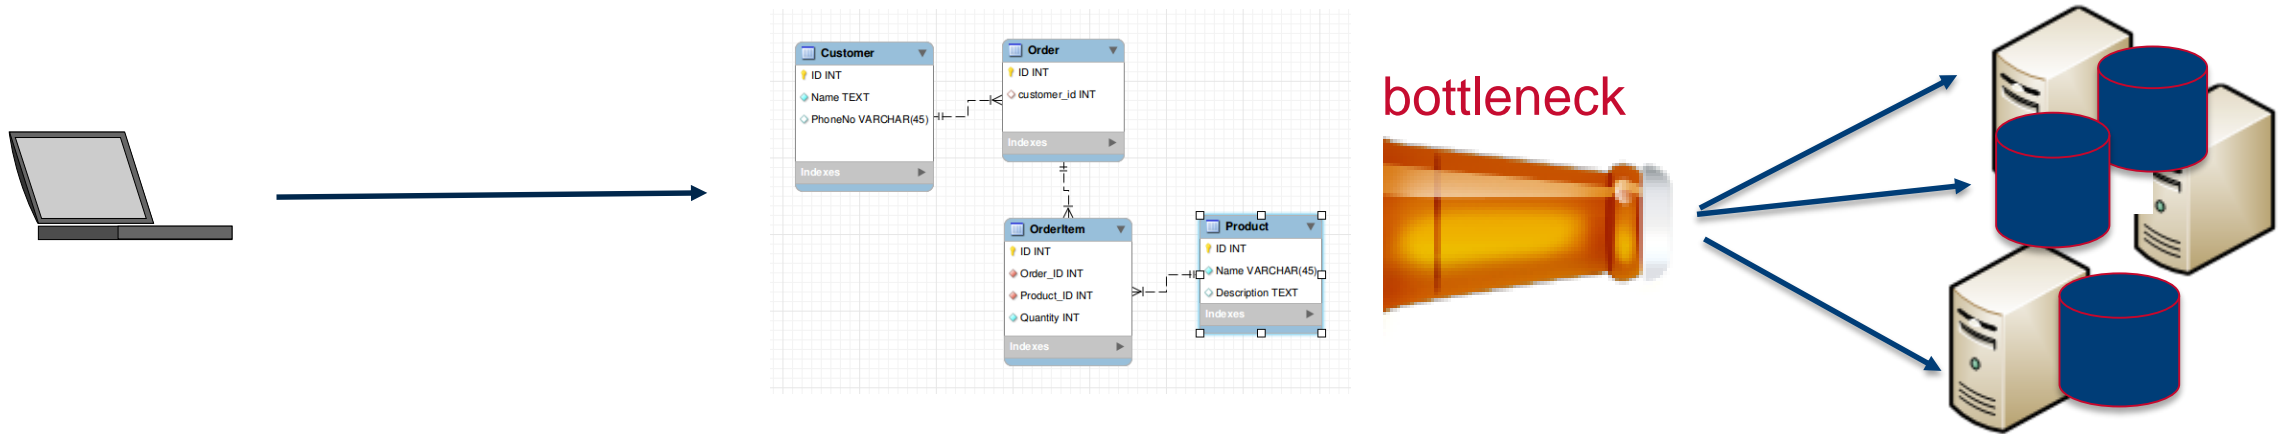 Customer
ID INT
Name TEXT
PhoneNo VARCHAR(45)
Indexes
Order
ID INT
customer_id INT
Indexes
OrderItem
ID INT
Order_ID INT
Product_ID INT
Quantity INT
Indexes
Product
ID INT
Name VARCHAR(45)
Description TEXT
Indexes
bottleneck